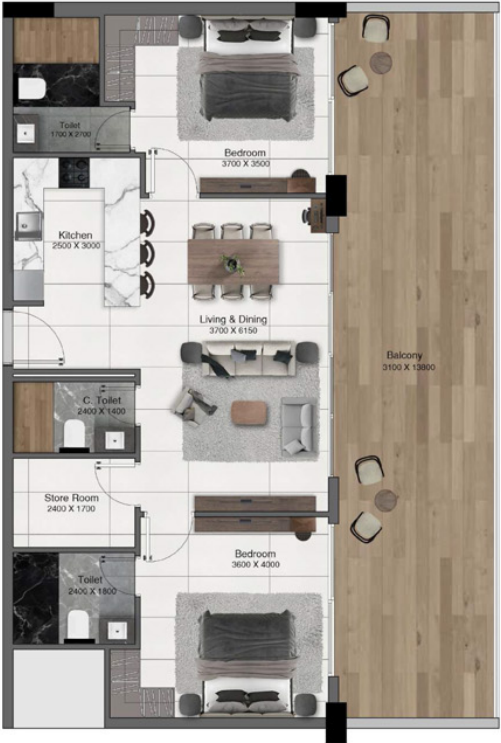 Toilet
1700 X 2700
Bedroom
3700 X 3500
Kitchen
2500 X 3000
Living & Dining
3700 X 6150
Balcony
3100 X 13800
C. Toilet
2400 X 1400
Store Room
2400 X 1700
Bedroom
3600 X 4000
Toilet
2400 X 1800